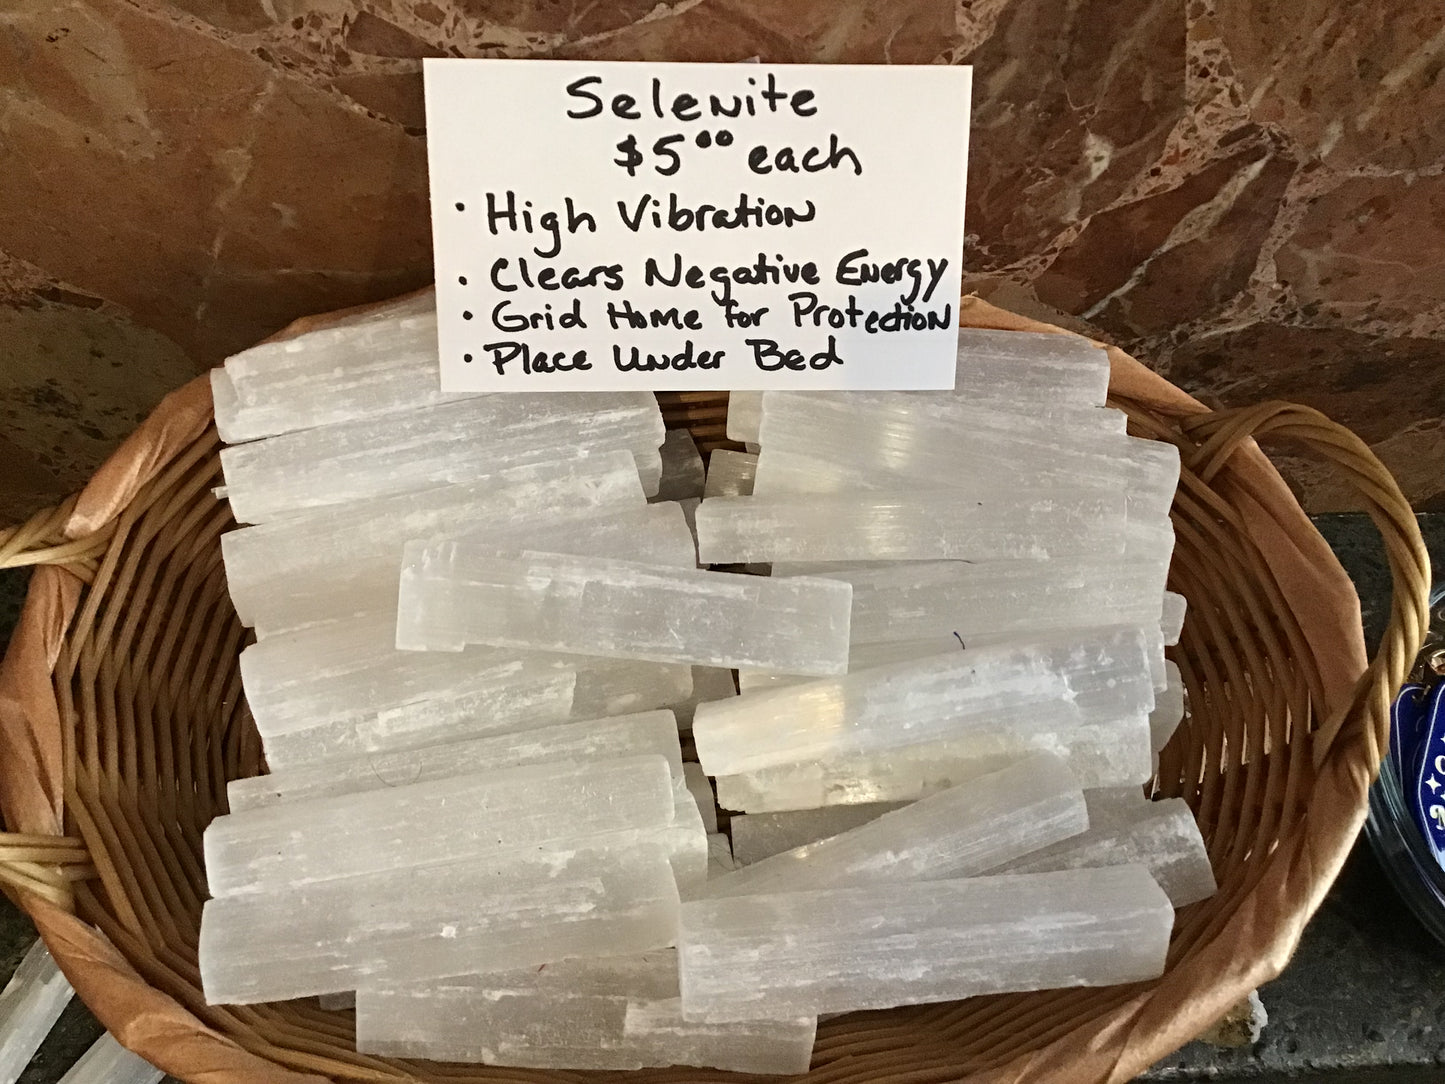 Selenite
$5.00 each
• High Vibration
• Clears Negative Energy
• Grid Home for Protection
• Place Under Bed